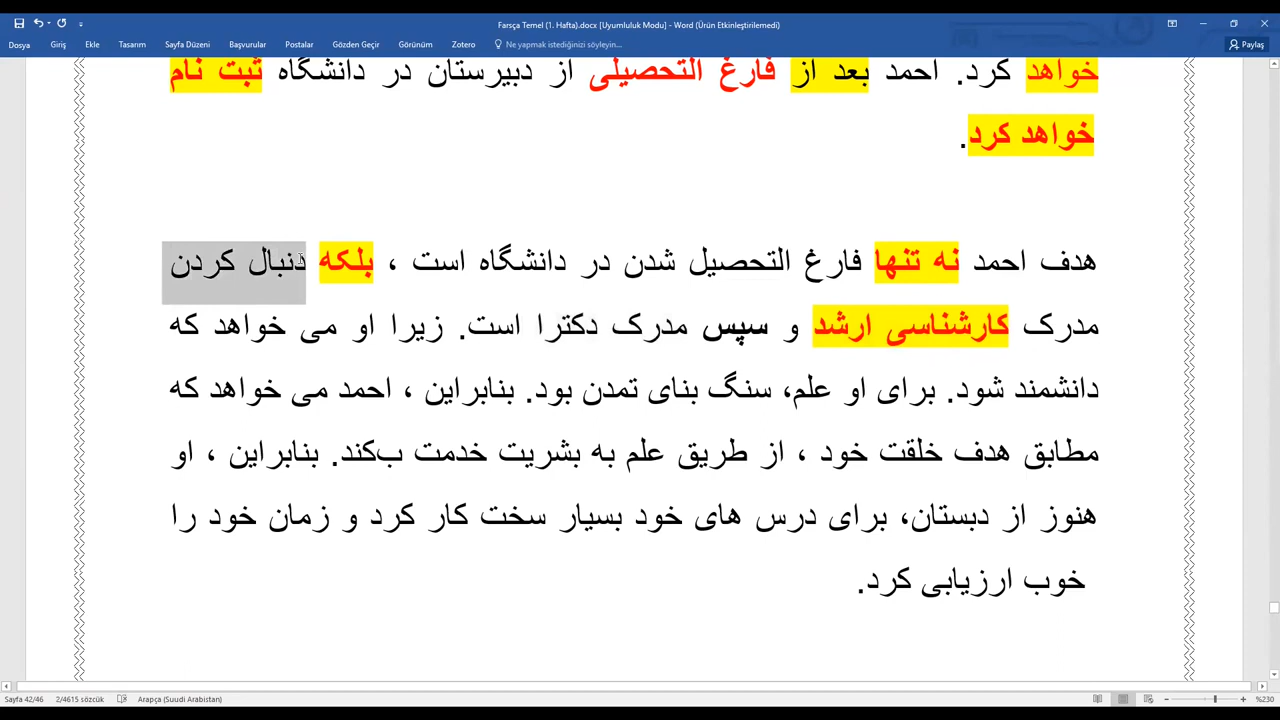 Farsça Temel (1. Hafta).docx [Uyumluluk Modu] - Word (Ürün Etkinleştirilemedi)
Dosya Giriş Ekle Tasarım Sayfa Düzeni Başvurular Postalar Gözden Geçir Görünüm Zotero Ne yapmak istediğinizi söyleyin... Paylaş
خواهد کرد. احمد بعد از فارغ التحصیلی از دبیرستان در دانشگاه ثبت نام
خواهد کرد.
هدف احمد نه تنها فارغ التحصیل شدن در دانشگاه است ، بلکه دنبال کردن
مدرک کارشناسی ارشد و سپس مدرک دکترا است. زیرا او می خواهد که
دانشمند شود. برای او علم، سنگ بنای تمدن بود. بنابراین ، احمد می خواهد که
مطابق هدف خلقت خود ، از طریق علم به بشریت خدمت ب‌کند. بنابراین ، او
هنوز از دبستان، برای درس های خود بسیار سخت کار کرد و زمان خود را
خوب ارزیابی کرد.
Sayfa 42/46 2/4615 sözcük Arapça (Suudi Arabistan) %230